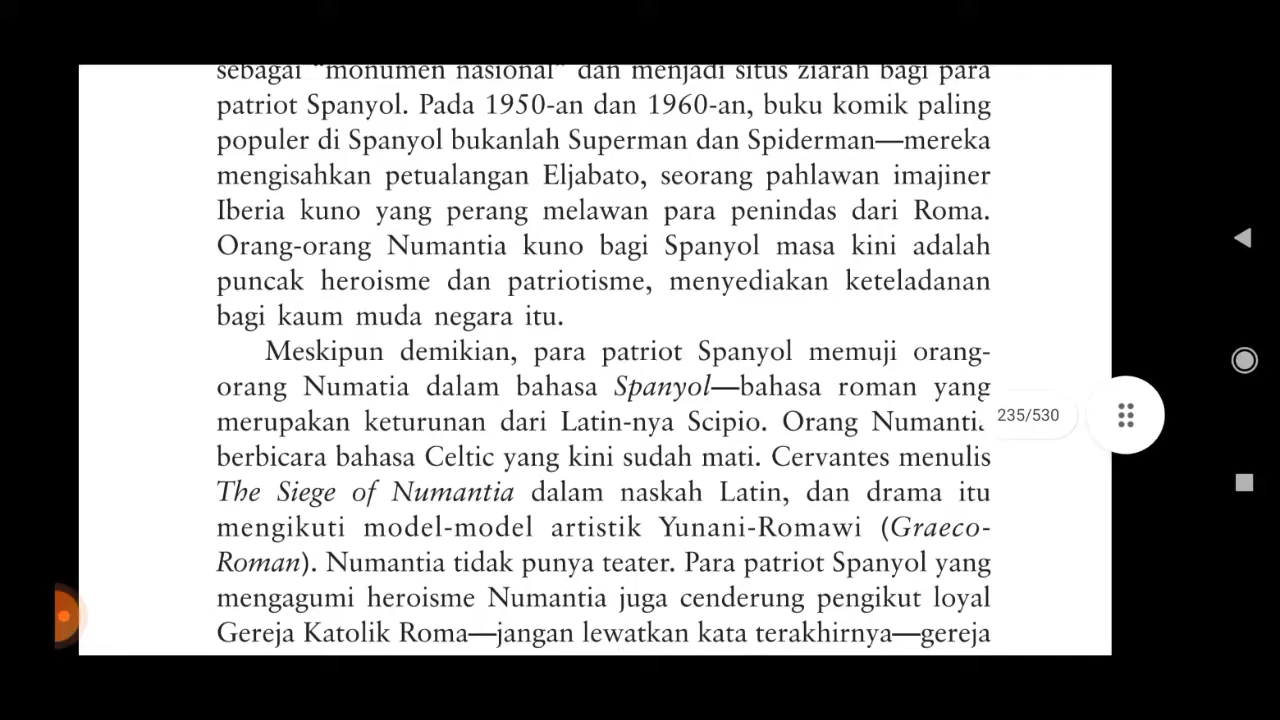 sebagai "monumen nasional" dan menjadi situs ziarah bagi para
patriot Spanyol. Pada 1950-an dan 1960-an, buku komik paling
populer di Spanyol bukanlah Superman dan Spiderman—mereka
mengisahkan petualangan Eljabato, seorang pahlawan imajiner
Iberia kuno yang perang melawan para penindas dari Roma.
Orang-orang Numantia kuno bagi Spanyol masa kini adalah
puncak heroisme dan patriotisme, menyediakan keteladanan
bagi kaum muda negara itu.
Meskipun demikian, para patriot Spanyol memuji orang-
orang Numatia dalam bahasa Spanyol—bahasa roman yang
merupakan keturunan dari Latin-nya Scipio. Orang Numantia
berbicara bahasa Celtic yang kini sudah mati. Cervantes menulis
The Siege of Numantia dalam naskah Latin, dan drama itu
mengikuti model-model artistik Yunani-Romawi (Graeco-
Roman). Numantia tidak punya teater. Para patriot Spanyol yang
mengagumi heroisme Numantia juga cenderung pengikut loyal
Gereja Katolik Roma—jangan lewatkan kata terakhirnya—gereja
235/530